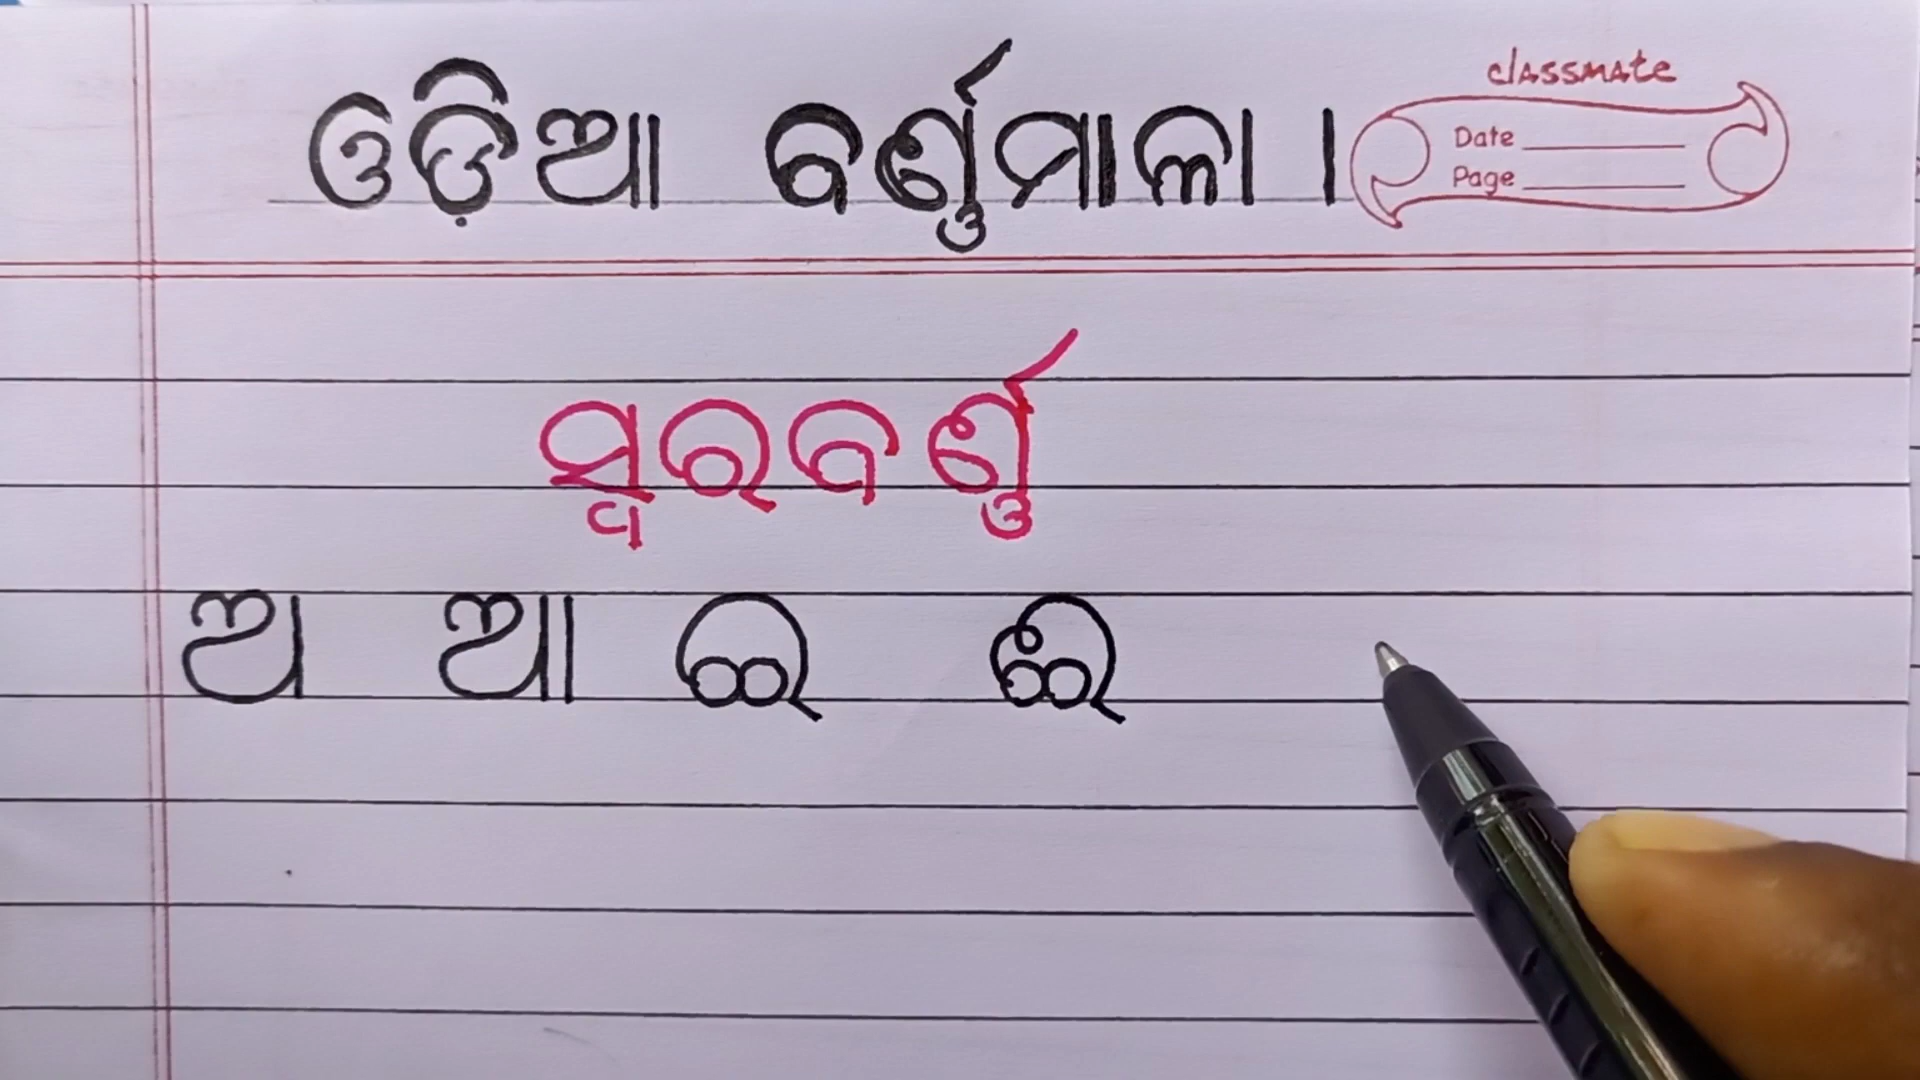 classmate
ଓଡ଼ିଆ ବର୍ଣ୍ଣମାଳା ।
Date
Page
ସ୍ୱରବର୍ଣ୍ଣ
ଅ ଆ ଇ ଈ